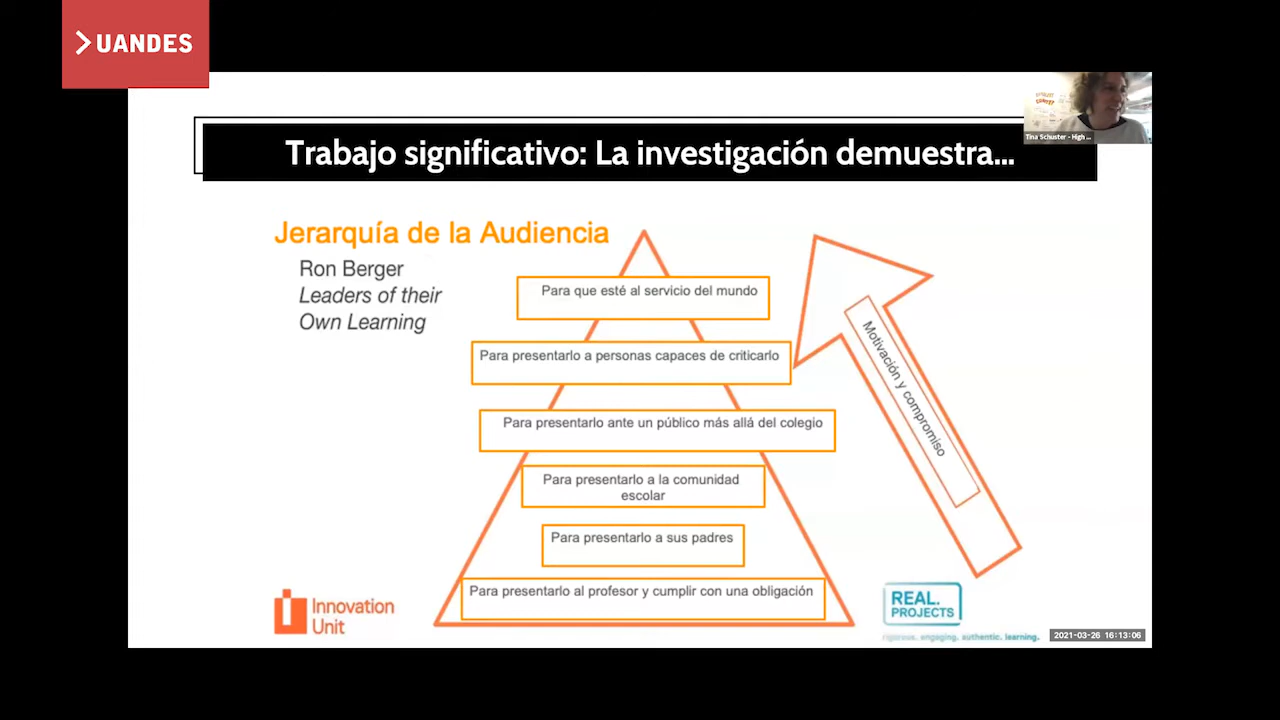 UANDES
Tina Schuster - High ...
Trabajo significativo: La investigación demuestra...
Jerarquía de la Audiencia
Ron Berger
Leaders of their
Own Learning
Para que esté al servicio del mundo
Para presentarlo a personas capaces de criticarlo
Para presentarlo ante un público más allá del colegio
Para presentarlo a la comunidad
escolar
Para presentarlo a sus padres
Para presentarlo al profesor y cumplir con una obligación
Motivación y compromiso
Innovation
Unit
REAL.
PROJECTS
rigorous. engaging. authentic. learning.
2021-03-26 16:13:06